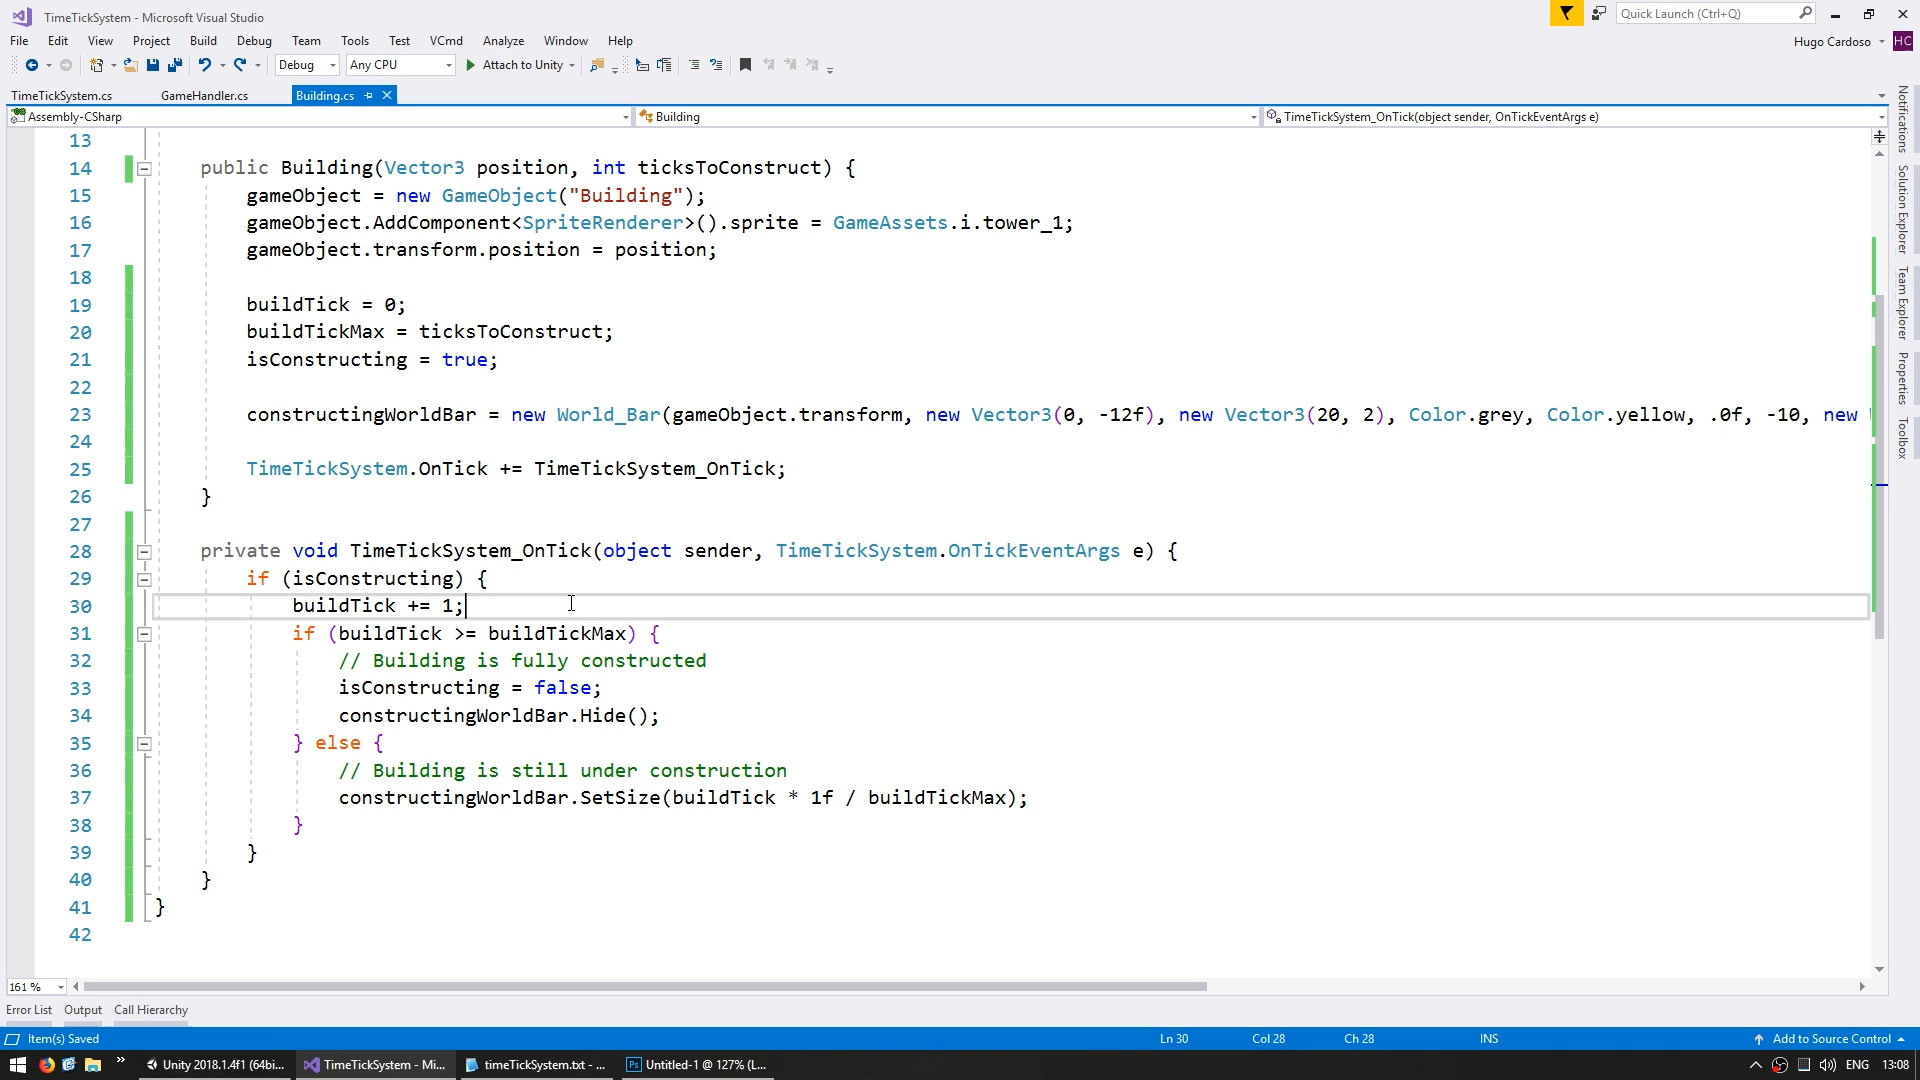 TimeTickSystem - Microsoft Visual Studio
Quick Launch (Ctrl+Q)
File Edit View Project Build Debug Team Tools Test VCmd Analyze Window Help
Hugo Cardoso HC
Debug Any CPU Attach to Unity
TimeTickSystem.cs GameHandler.cs Building.cs
Assembly-CSharp Building TimeTickSystem_OnTick(object sender, OnTickEventArgs e)
13
14 public Building(Vector3 position, int ticksToConstruct) {
15 gameObject = new GameObject("Building");
16 gameObject.AddComponent<SpriteRenderer>().sprite = GameAssets.i.tower_1;
17 gameObject.transform.position = position;
18
19 buildTick = 0;
20 buildTickMax = ticksToConstruct;
21 isConstructing = true;
22
23 constructingWorldBar = new World_Bar(gameObject.transform, new Vector3(0, -12f), new Vector3(20, 2), Color.grey, Color.yellow, .0f, -10, new
24
25 TimeTickSystem.OnTick += TimeTickSystem_OnTick;
26 }
27
28 private void TimeTickSystem_OnTick(object sender, TimeTickSystem.OnTickEventArgs e) {
29 if (isConstructing) {
30 buildTick += 1;
31 if (buildTick >= buildTickMax) {
32 // Building is fully constructed
33 isConstructing = false;
34 constructingWorldBar.Hide();
35 } else {
36 // Building is still under construction
37 constructingWorldBar.SetSize(buildTick * 1f / buildTickMax);
38 }
39 }
40 }
41 }
42
Notifications
Solution Explorer
Team Explorer
Properties
Toolbox
161 %
Error List Output Call Hierarchy
Item(s) Saved Ln 30 Col 28 Ch 28 INS Add to Source Control
Unity 2018.1.4f1 (64bi... TimeTickSystem - Mi... timeTickSystem.txt - ... Ps Untitled-1 @ 127% (L... ENG 13:08